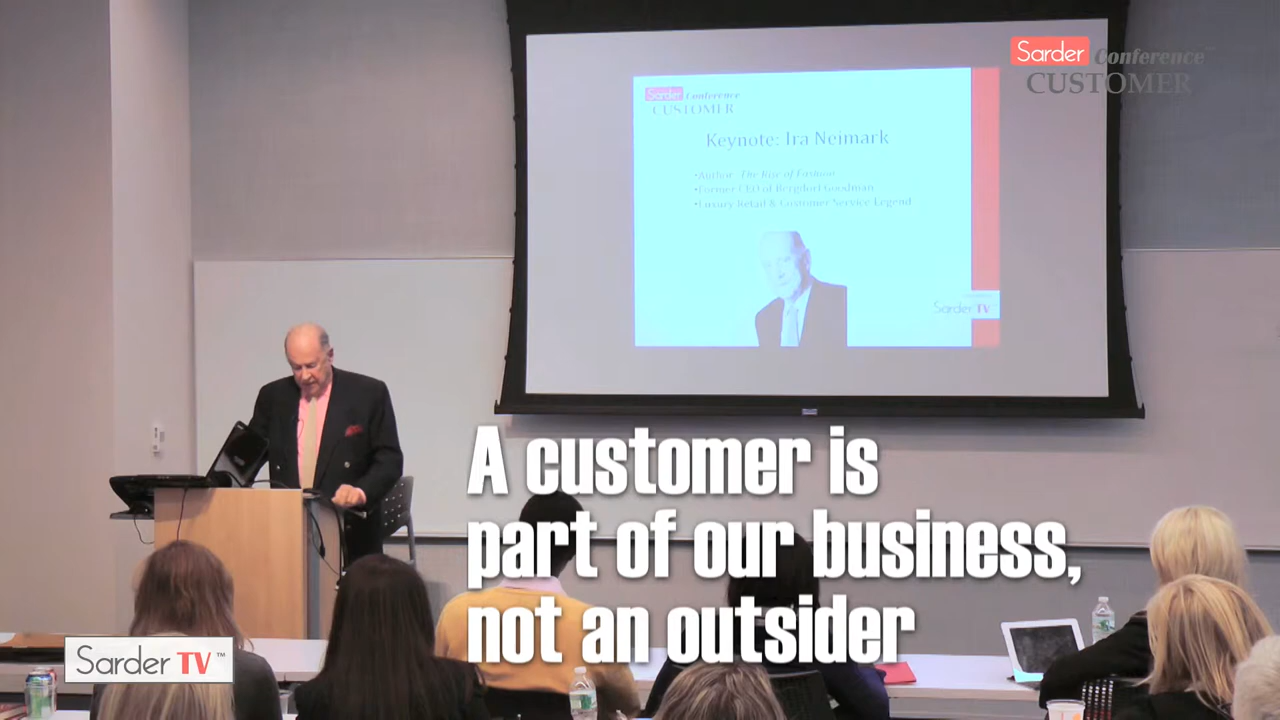 Sarder Conference
CUSTOMER
Sarder Conference
CUSTOMER
Keynote: Ira Neimark
•Author: The Rise of Fashion
•Former CEO of Bergdorf Goodman
•Luxury Retail & Customer Service Legend
Sarder TV
A customer is
part of our business,
not an outsider
Sarder TV™